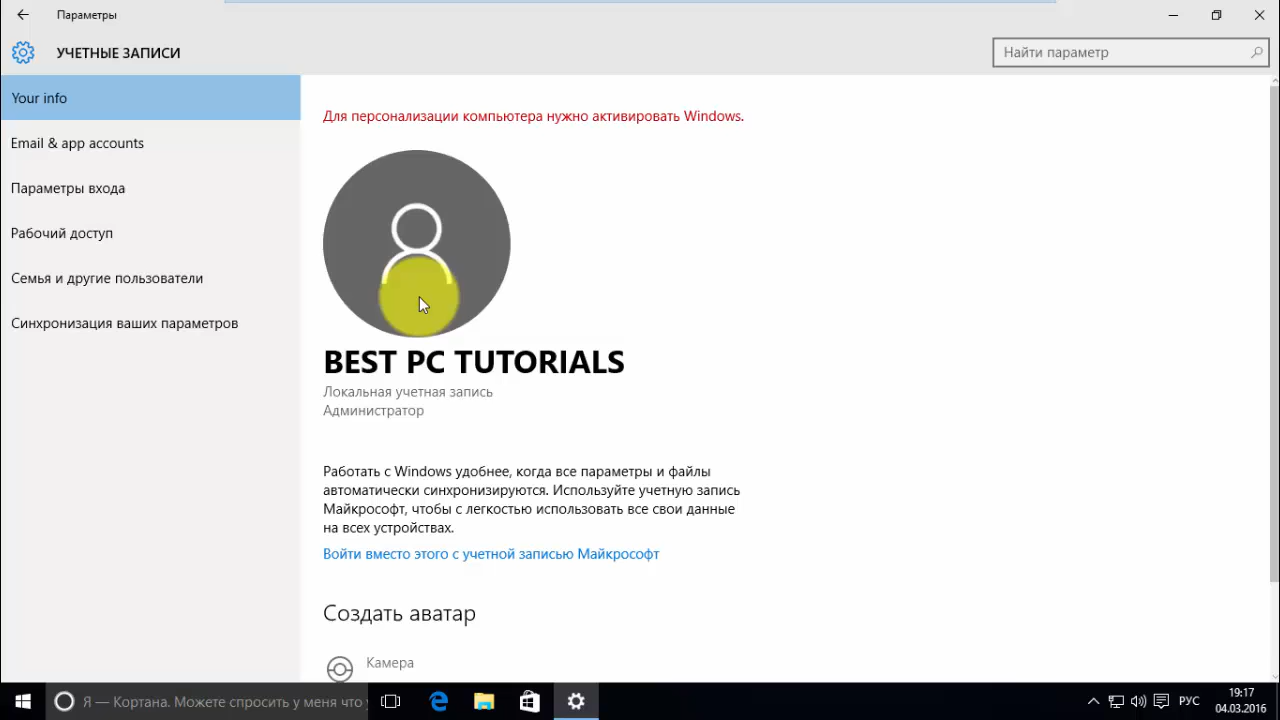 Параметры
УЧЕТНЫЕ ЗАПИСИ
Найти параметр
Your info
Email & app accounts
Параметры входа
Рабочий доступ
Семья и другие пользователи
Синхронизация ваших параметров
Для персонализации компьютера нужно активировать Windows.
BEST PC TUTORIALS
Локальная учетная запись
Администратор
Работать с Windows удобнее, когда все параметры и файлы
автоматически синхронизируются. Используйте учетную запись
Майкрософт, чтобы с легкостью использовать все свои данные
на всех устройствах.
Войти вместо этого с учетной записью Майкрософт
Создать аватар
Камера
Я — Кортана. Можете спросить у меня что
РУС
19:17
04.03.2016